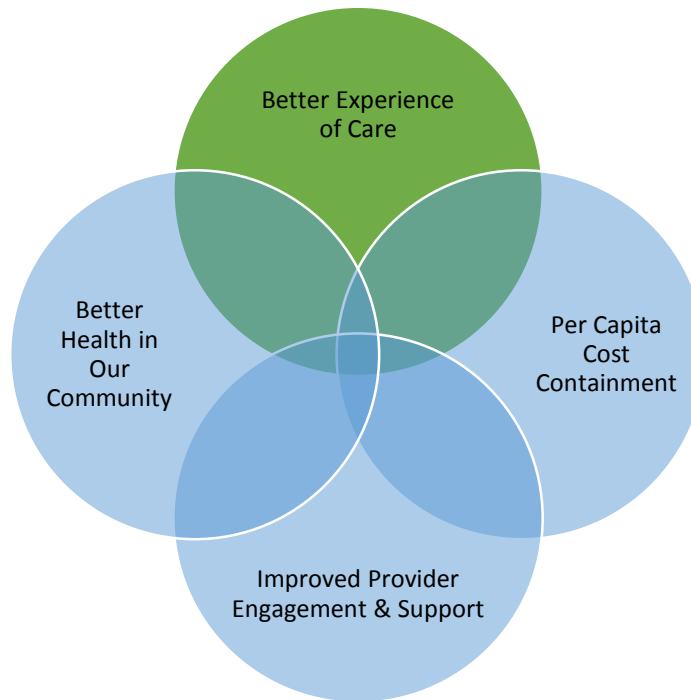 Better Experience
of Care
Better
Health in
Our
Community
Per Capita
Cost
Containment
Improved Provider
Engagement & Support